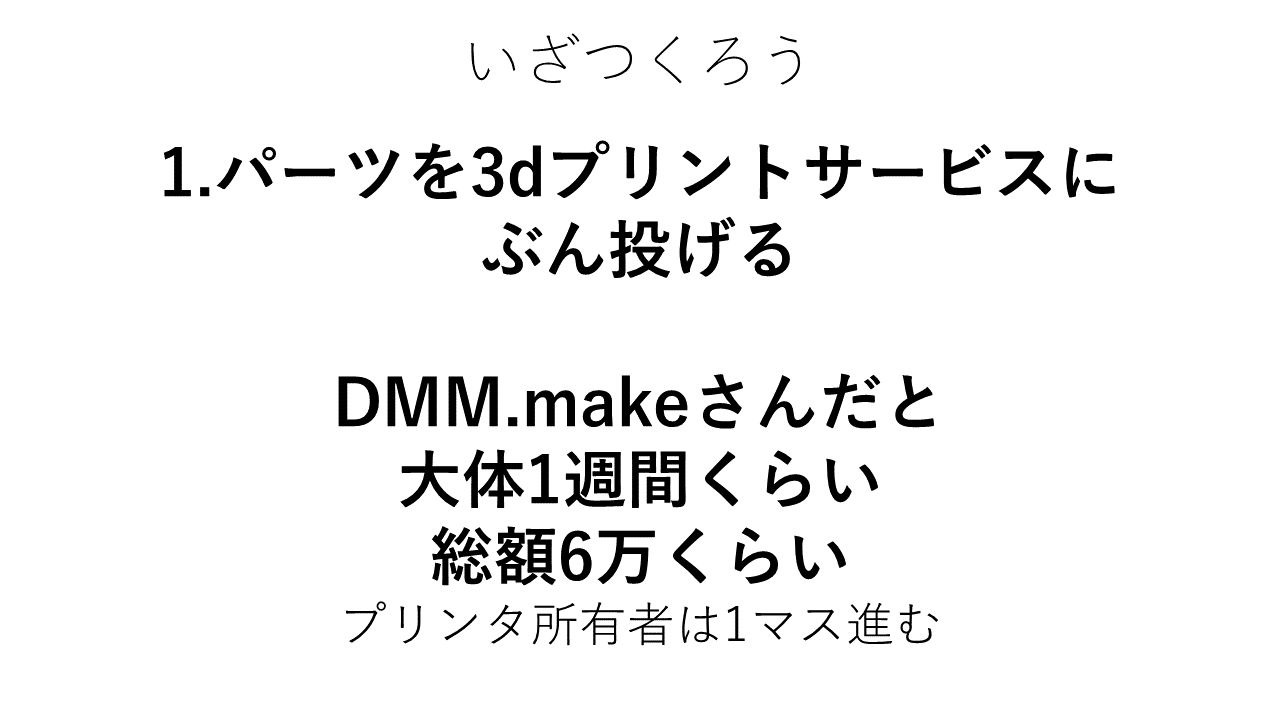 いざつくろう
1.パーツを3dプリントサービスに
ぶん投げる
DMM.makeさんだと
大体1週間くらい
総額6万くらい
プリンタ所有者は1マス進む